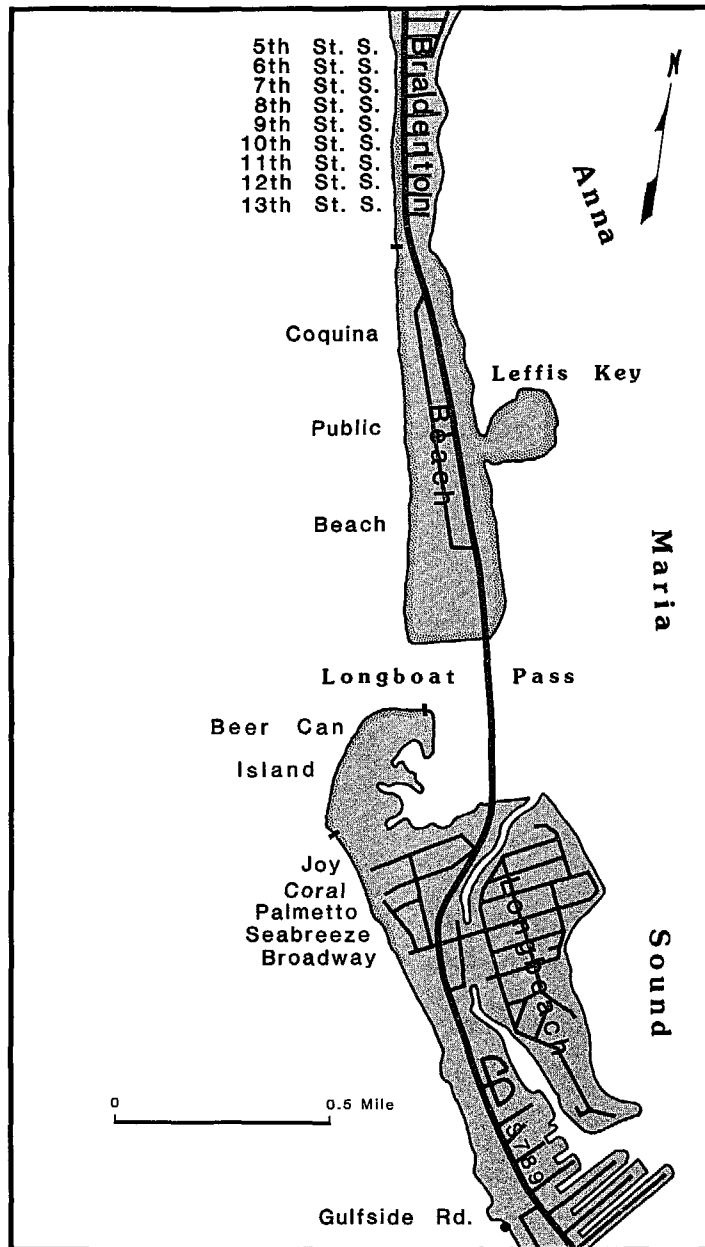 N
5th St. S.
6th St. S.
7th St. S.
8th St. S.
9th St. S.
10th St. S.
11th St. S.
12th St. S.
13th St. S.
Bradenton
Beach
Anna
Maria
Sound
Coquina
Public
Beach
Leffis Key
Longboat Pass
Beer Can
Island
Joy
Coral
Palmetto
Seabreeze
Broadway
Longbeach
0 0.5 Mile
6789
Gulfside Rd.